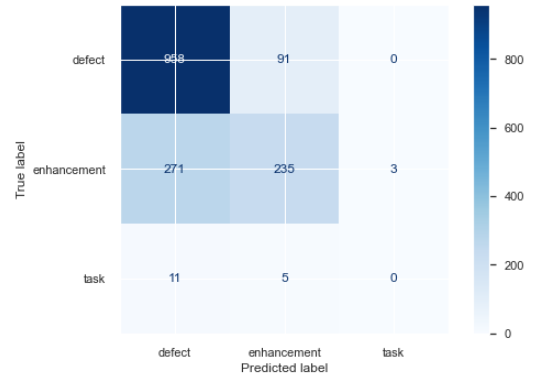 defect
enhancement
task
True label
958 91 0
271 235 3
11 5 0
defect enhancement task
Predicted label
800
600
400
200
0